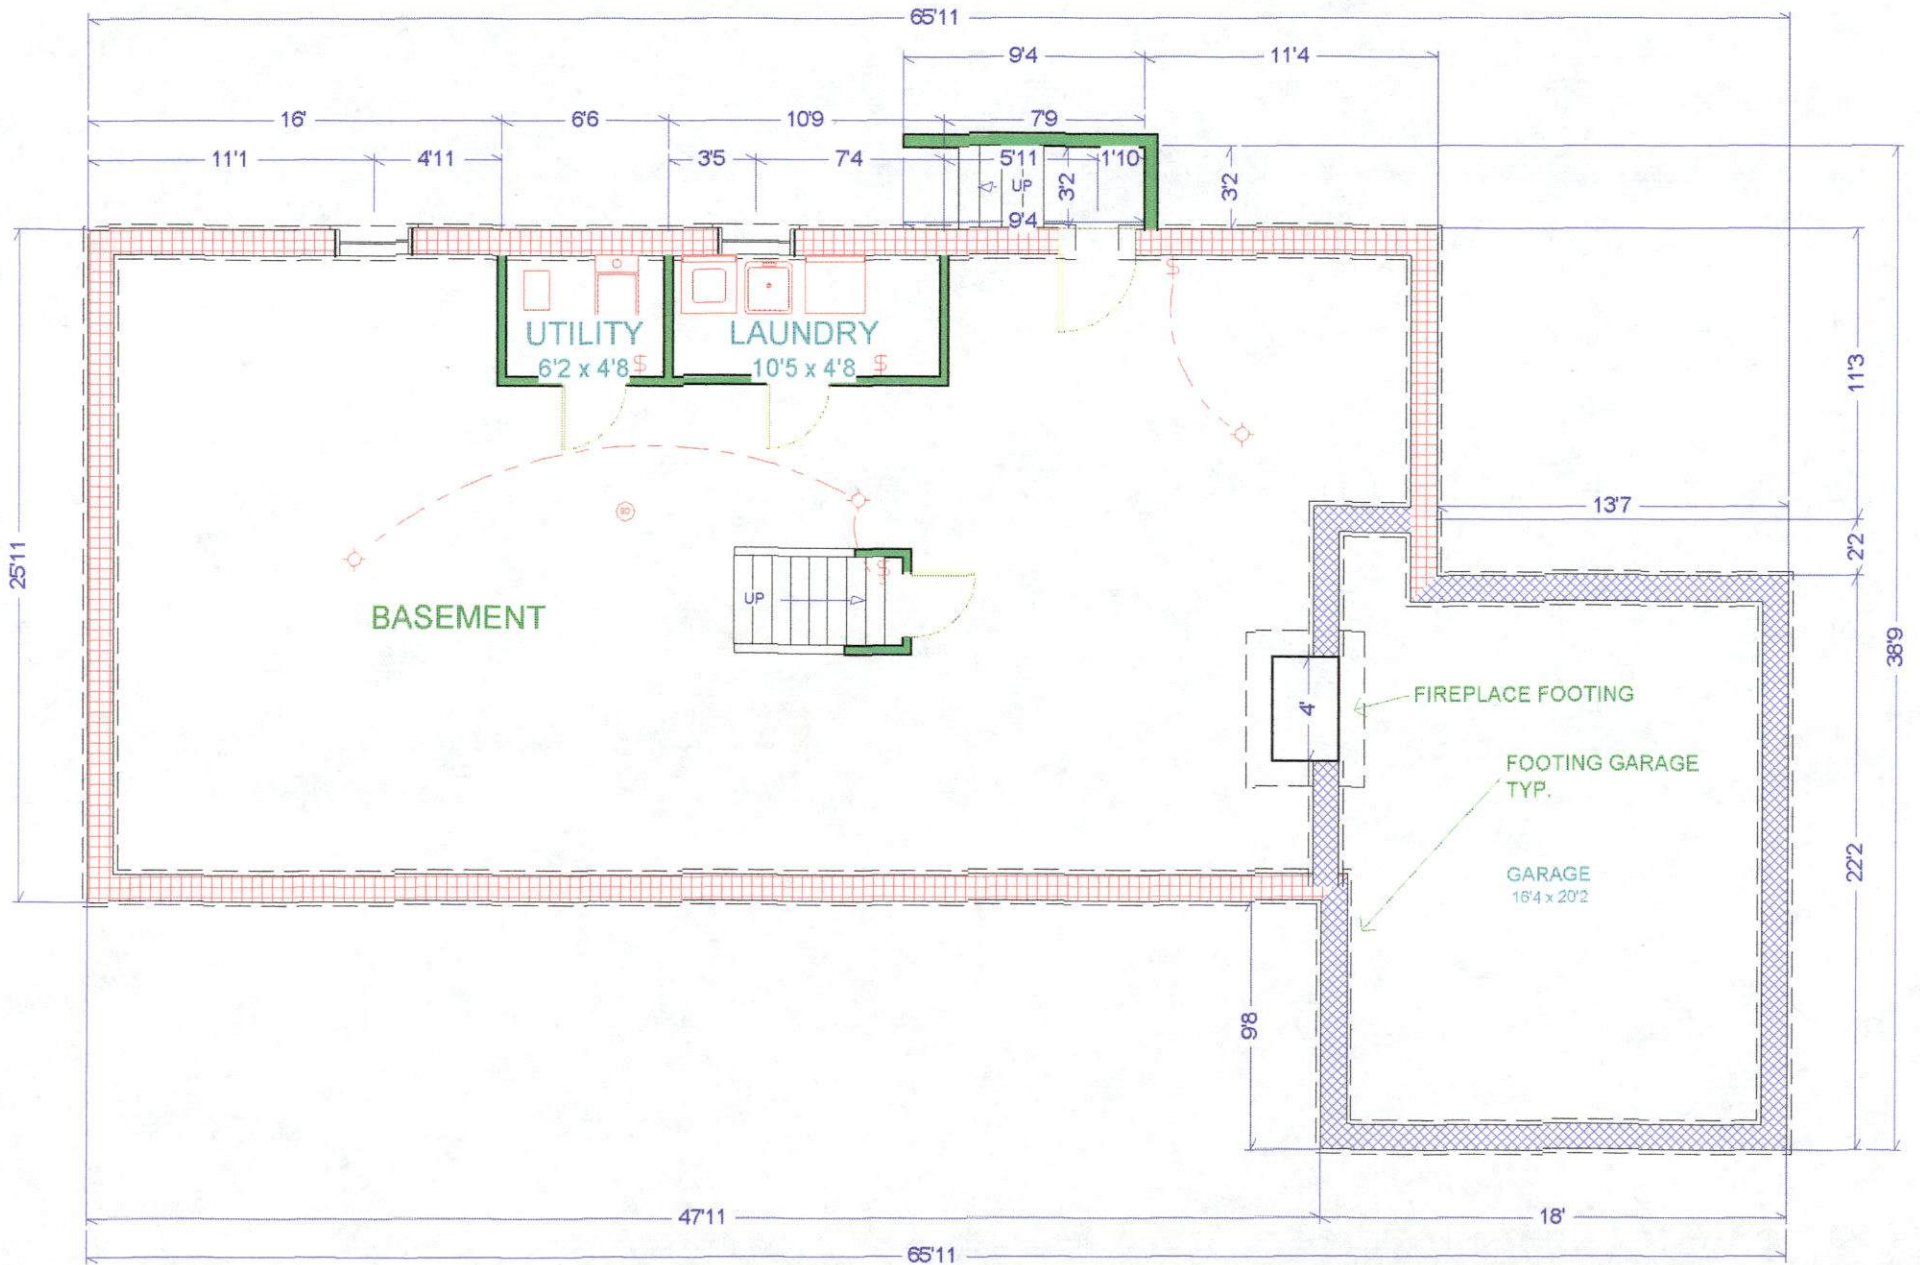 65'11
9'4
11'4
16'
6'6
10'9
7'9
11'1
4'11
3'5
7'4
5'11
1'10
UP
3'2
3'2
9'4
UTILITY
6'2 x 4'8
$
LAUNDRY
10'5 x 4'8
$
$
11'3
13'7
2'2
SD
25'11
$
UP
BASEMENT
38'9
4'
FIREPLACE FOOTING
FOOTING GARAGE
TYP.
22'2
GARAGE
16'4 x 20'2
9'8
47'11
18'
65'11